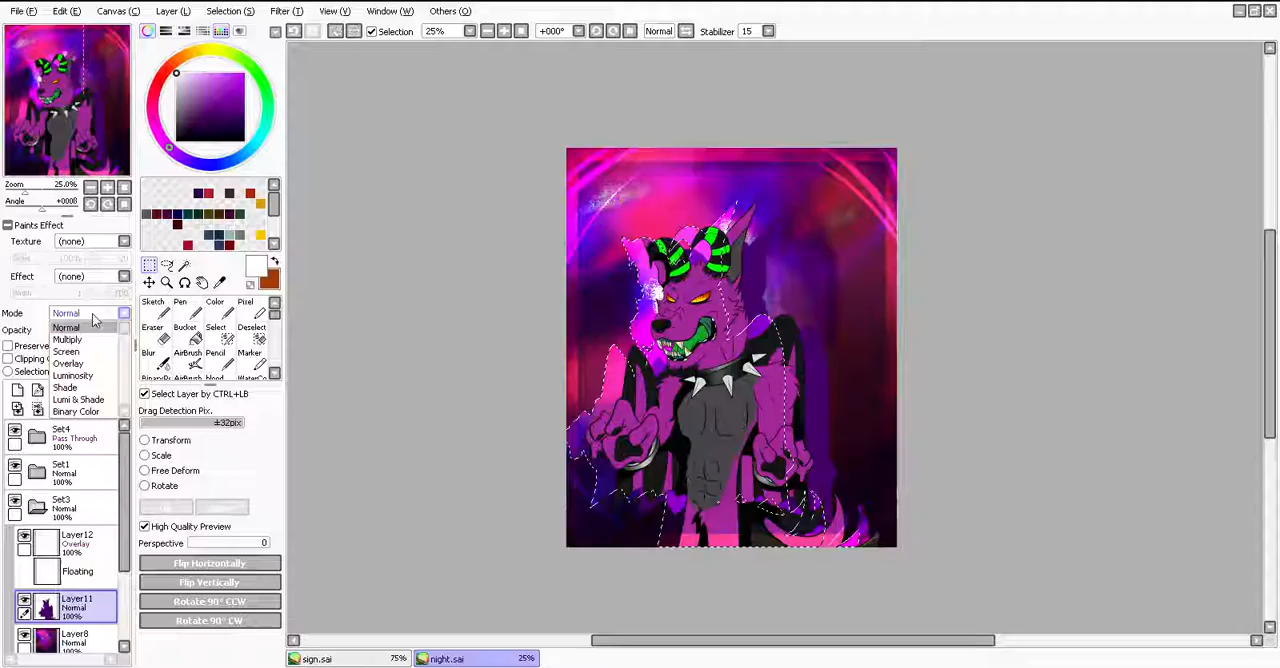 File (F) Edit (E) Canvas (C) Layer (L) Selection (S) Filter (T) View (V) Window (W) Others (O)
Selection 25% +000° Normal Stabilizer 15
Zoom 25.0%
Angle +000
Paints Effect
Texture (none)
Effect (none)
Mode Normal
Opacity
Normal
Multiply
Screen
Overlay
Luminosity
Shade
Lumi & Shade
Binary Color
Preserve
Clipping
Selection
Set4
Pass Through
100%
Set1
Normal
100%
Set3
Normal
100%
Layer12
Overlay
100%
Floating
Layer11
Normal
100%
Layer8
Normal
Sketch Pen Color Pixel
Eraser Bucket Select Deselect
Blur AirBrush Pencil Marker
AirBrush blend
Select Layer by CTRL+LB
Drag Detection Pix.
±32pix
Transform
Scale
Free Deform
Rotate
High Quality Preview
Perspective 0
Flip Horizontally
Flip Vertically
Rotate 90° CCW
Rotate 90° CW
sign.sai 75% night.sai 25%